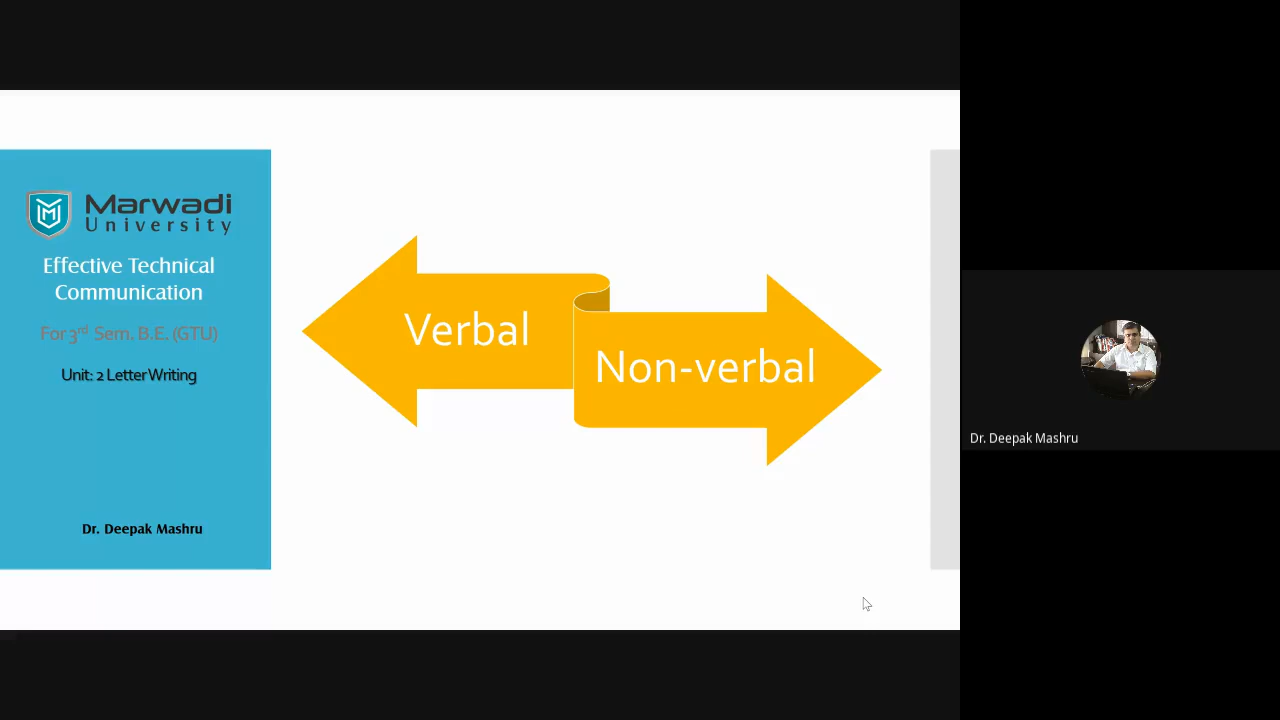 Marwadi
University
Effective Technical
Communication
For 3rd Sem. B.E. (GTU)
Unit: 2 Letter Writing
Dr. Deepak Mashru
Verbal
Non-verbal
Dr. Deepak Mashru